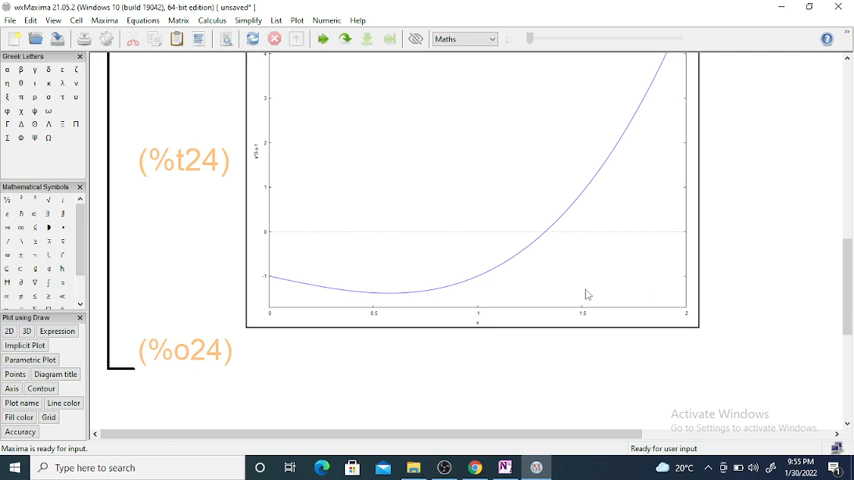 wxMaxima 21.05.2 (Windows 10 (build 19042), 64-bit edition) [ unsaved* ]
File Edit View Cell Maxima Equations Matrix Calculus Simplify List Plot Numeric Help
Maths
Greek Letters
α β γ δ ε ζ
η θ ι κ λ ν
ξ π ρ σ τ υ
φ χ ψ ω
Γ Δ Θ Λ Ξ Π
Σ Φ Ψ Ω
Mathematical Symbols
Plot using Draw
2D 3D Expression
Implicit Plot
Parametric Plot
Points Diagram title
Axis Contour
Plot name Line color
Fill color Grid
Accuracy
(%t24)
4
3
2
1
0
-1
0 0.5 1 1.5 2
x
(%o24)
Activate Windows
Go to Settings to activate Windows.
Maxima is ready for input.
Ready for user input
Type here to search
20°C
9:55 PM
1/30/2022